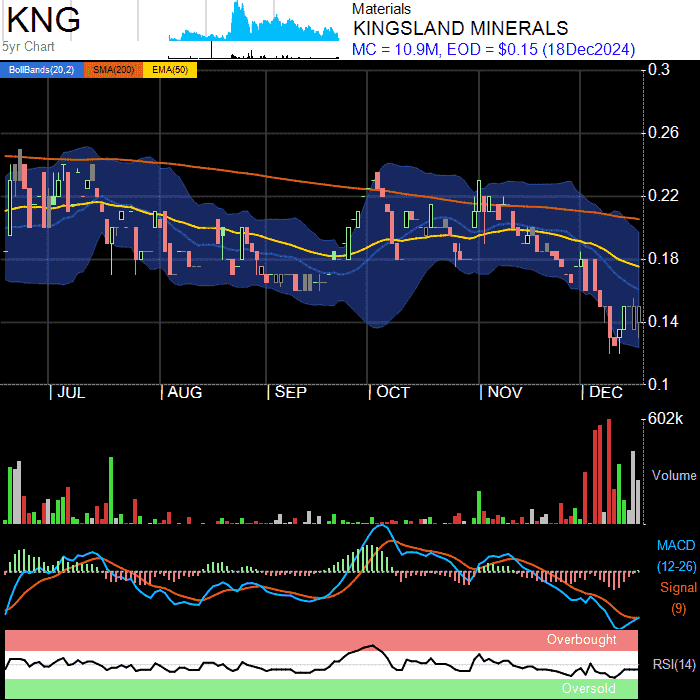 KNG
5yr Chart
Materials
KINGSLAND MINERALS
MC = 10.9M, EOD = $0.15 (18Dec2024)
BollBands(20,2) SMA(200) EMA(50)
0.3
0.26
0.22
0.18
0.14
0.1
JUL AUG SEP OCT NOV DEC
602k
Volume
MACD
(12-26)
Signal
(9)
Overbought
RSI(14)
Oversold